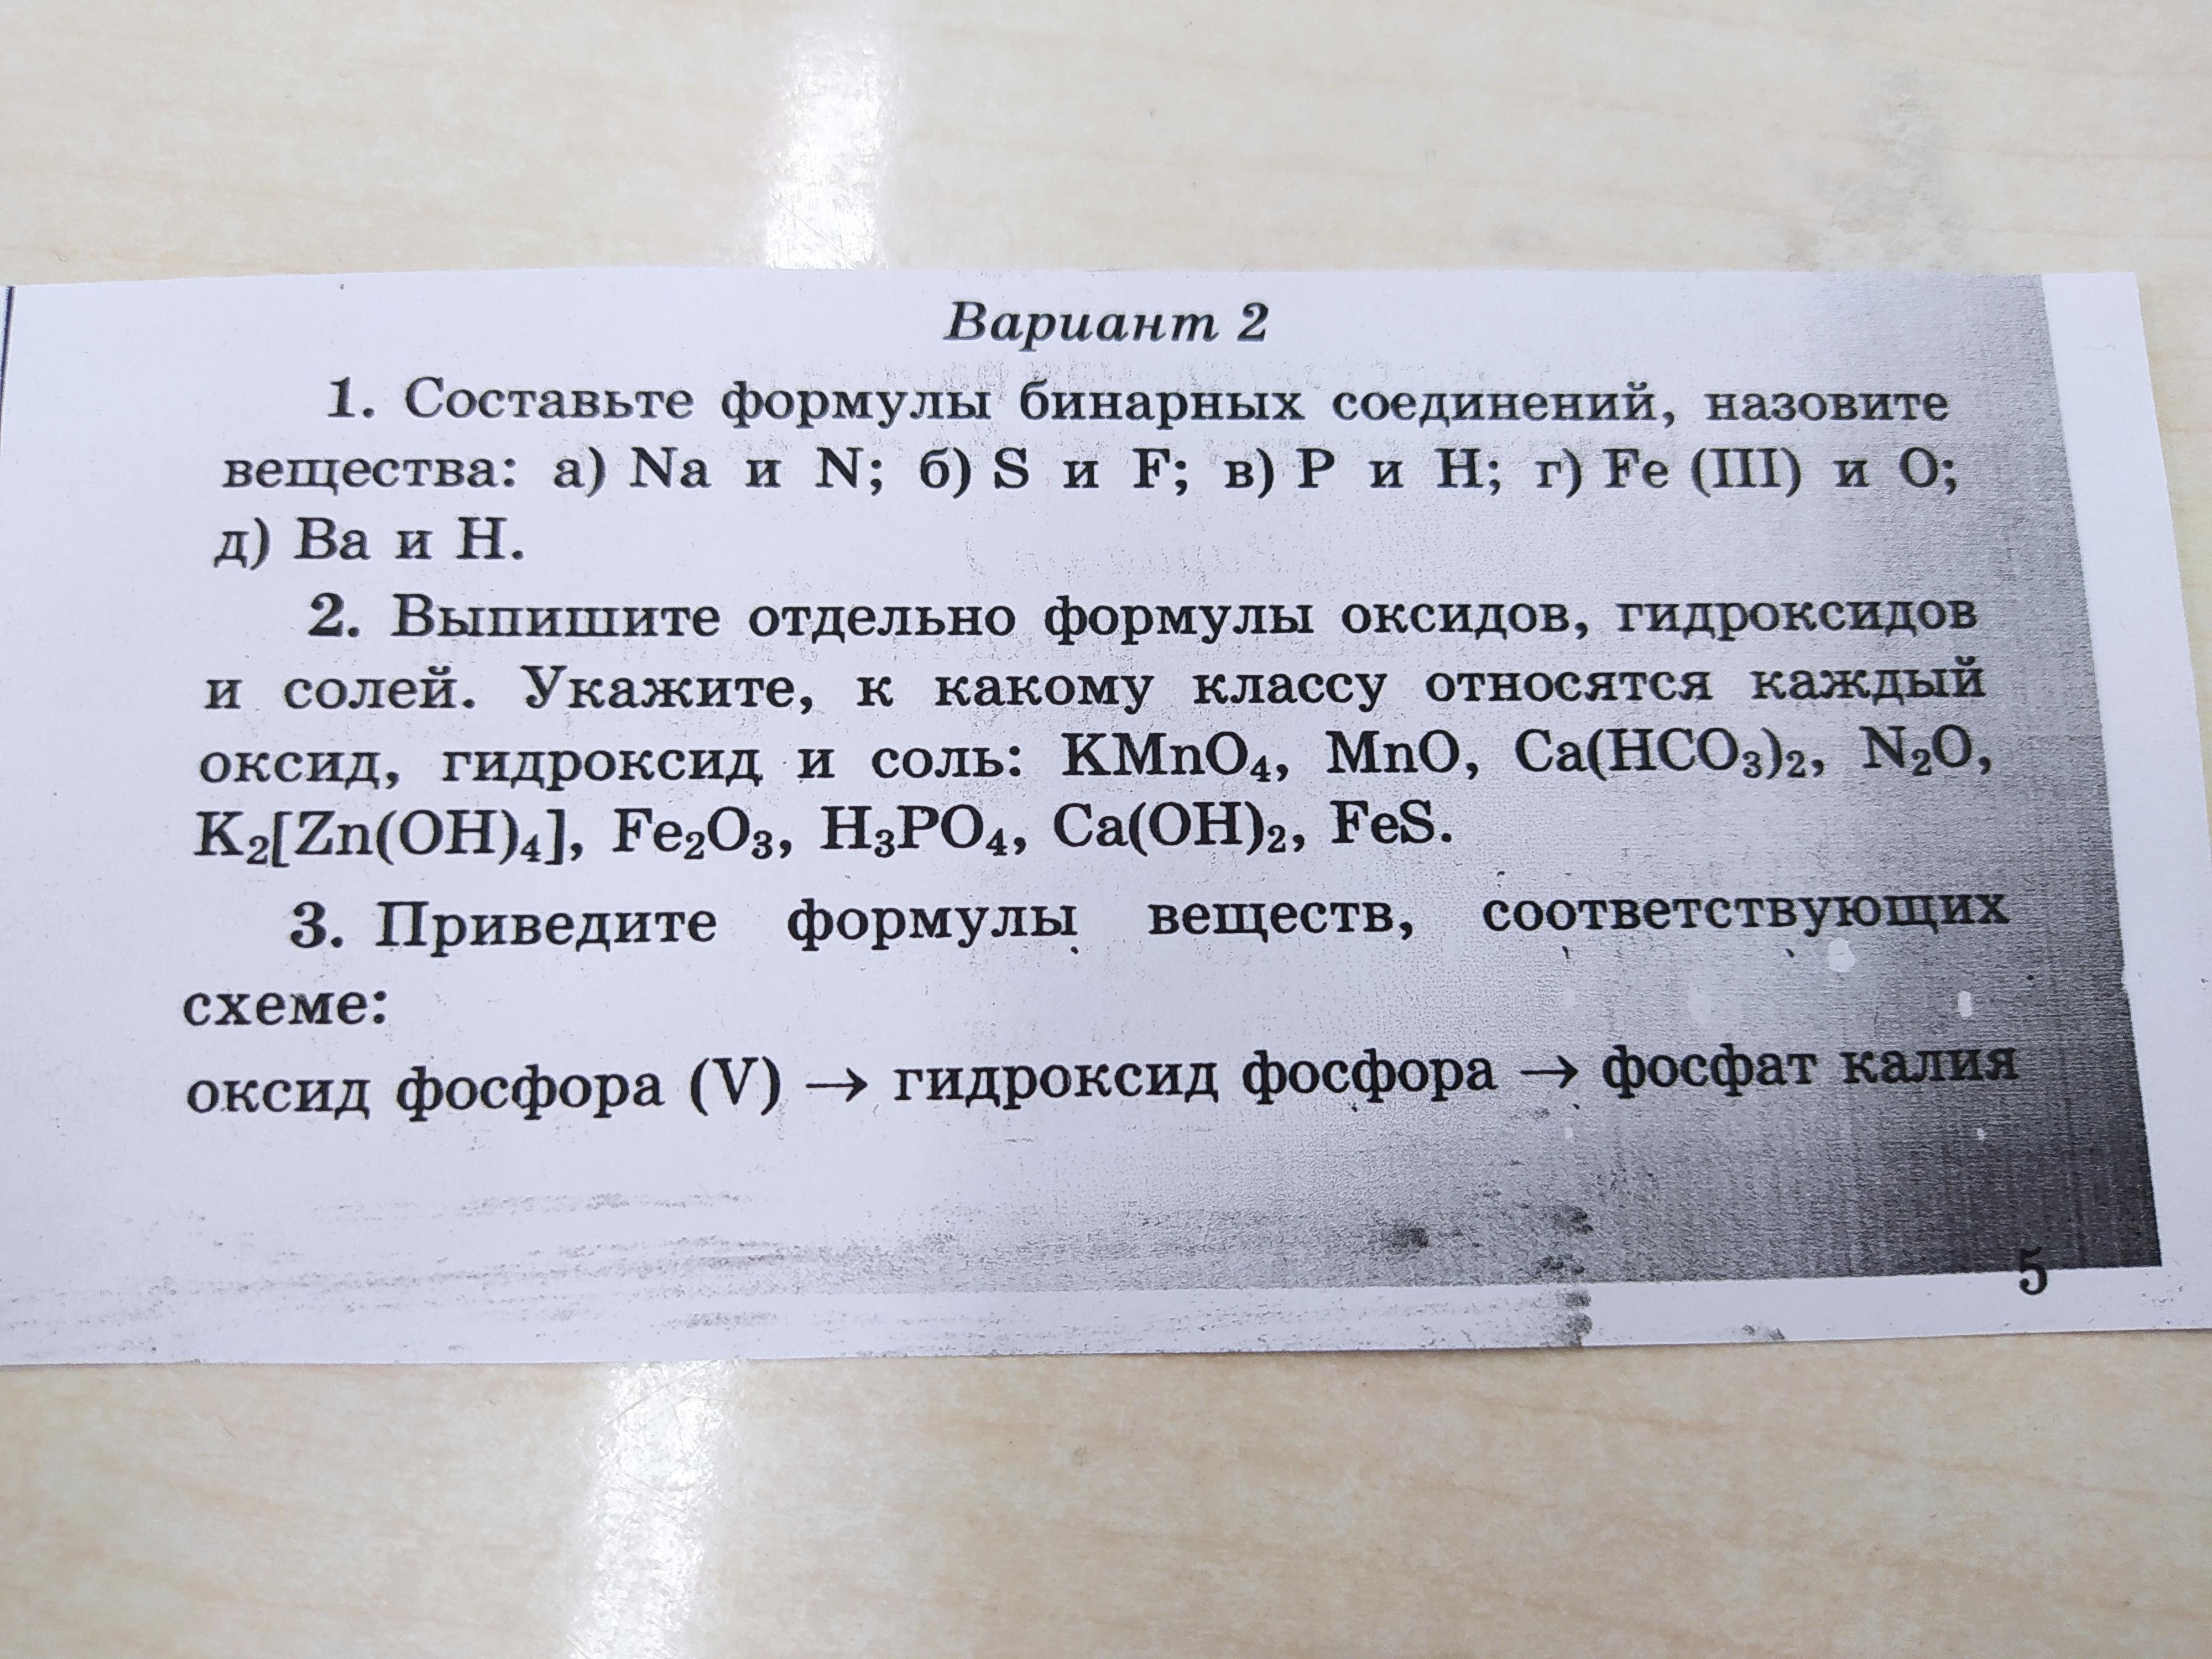 Вариант 2
1. Составьте формулы бинарных соединений, назовите
вещества: а) Na и N; б) S и F; в) P и H; г) Fe (III) и O;
д) Ba и H.
2. Выпишите отдельно формулы оксидов, гидроксидов
и солей. Укажите, к какому классу относятся каждый
оксид, гидроксид и соль: KMnO₄, MnO, Ca(HCO₃)₂, N₂O,
K₂[Zn(OH)₄], Fe₂O₃, H₃PO₄, Ca(OH)₂, FeS.
3. Приведите формулы веществ, соответствующих
схеме:
оксид фосфора (V) → гидроксид фосфора → фосфат калия
5